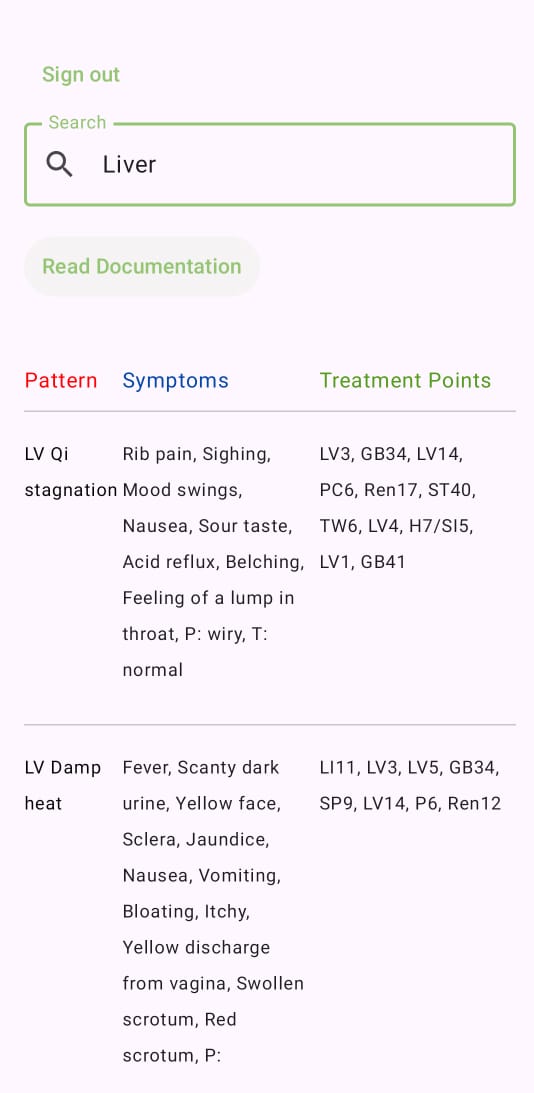 Sign out
Search
Liver
Read Documentation
Pattern Symptoms Treatment Points
LV Qi Rib pain, Sighing, LV3, GB34, LV14,
stagnation Mood swings, PC6, Ren17, ST40,
Nausea, Sour taste, TW6, LV4, H7/SI5,
Acid reflux, Belching, LV1, GB41
Feeling of a lump in
throat, P: wiry, T:
normal
LV Damp Fever, Scanty dark LI11, LV3, LV5, GB34,
heat urine, Yellow face, SP9, LV14, P6, Ren12
Sclera, Jaundice,
Nausea, Vomiting,
Bloating, Itchy,
Yellow discharge
from vagina, Swollen
scrotum, Red
scrotum, P: